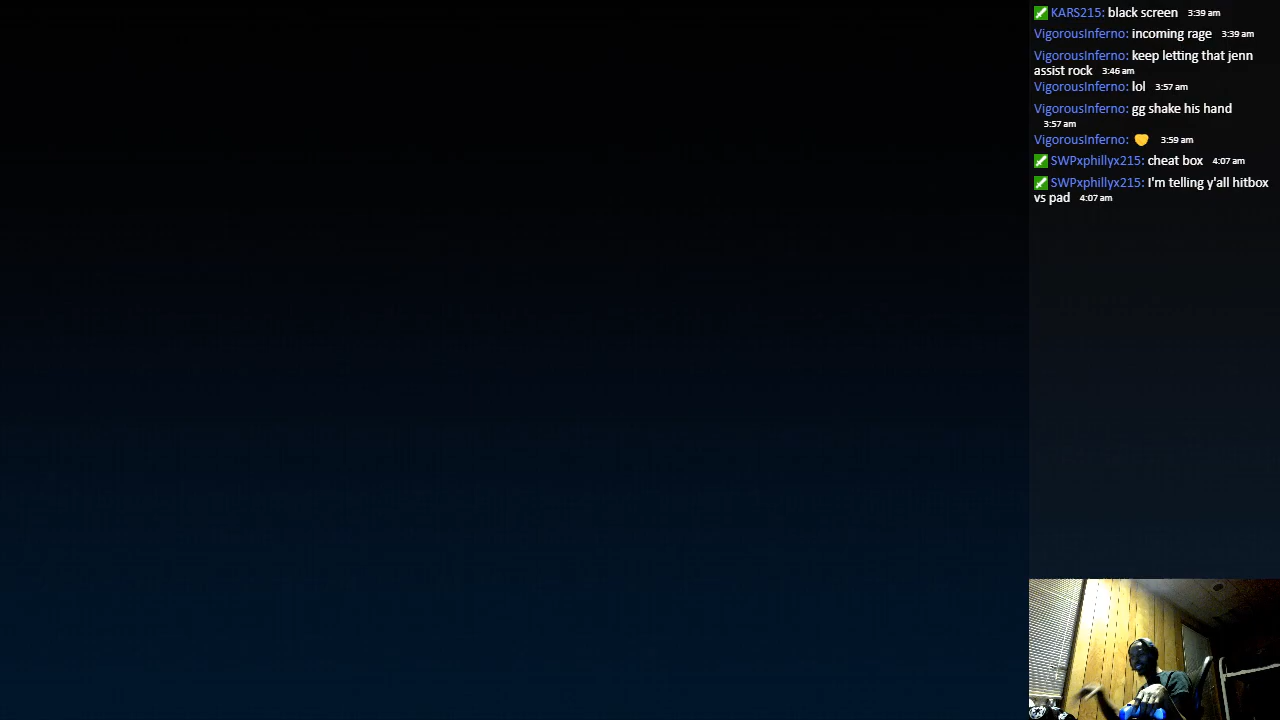 KARS215: black screen 3:39 am
VigorousInferno: incoming rage 3:39 am
VigorousInferno: keep letting that jenn
assist rock 3:46 am
VigorousInferno: lol 3:57 am
VigorousInferno: gg shake his hand
3:57 am
VigorousInferno: 3:59 am
SWPxphillyx215: cheat box 4:07 am
SWPxphillyx215: I'm telling y'all hitbox
vs pad 4:07 am